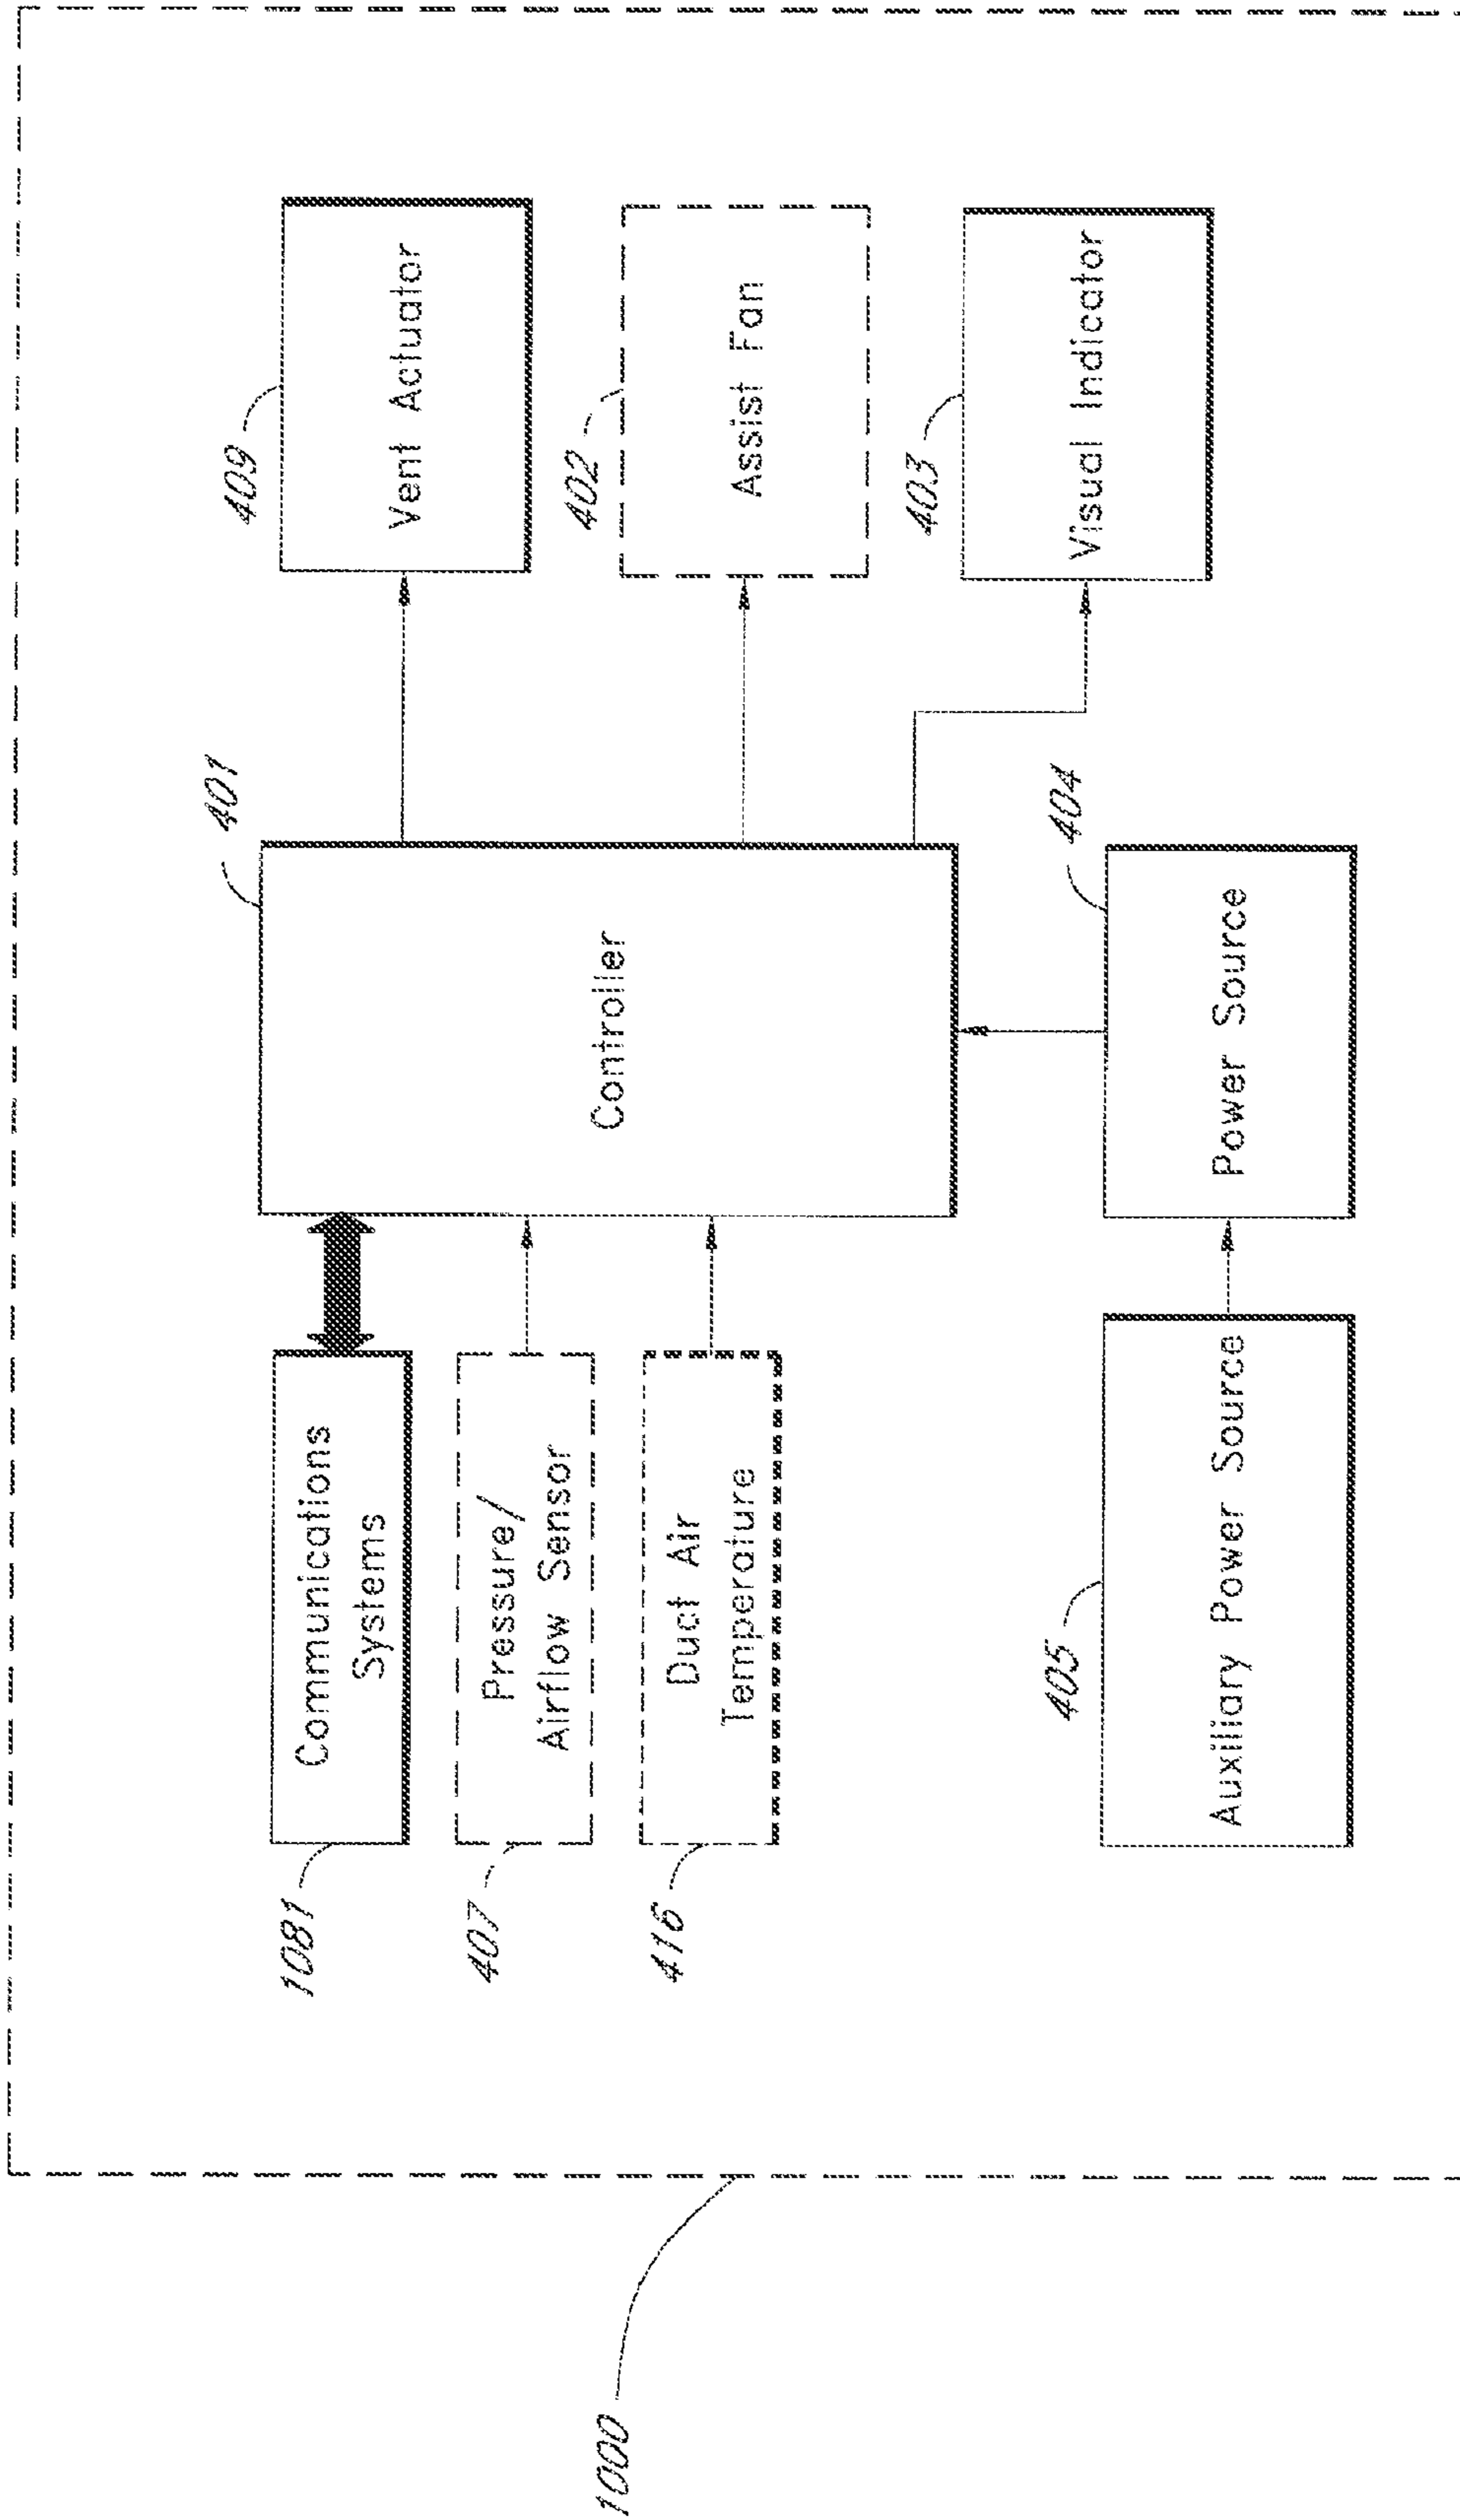 401
409
1081
Communications
Systems
Controller
Vent Actuator
407
Pressure/
Airflow Sensor
402
Assist Fan
416
Duct Air
Temperature
403
Visual Indicator
404
405
Auxiliary Power Source
Power Source
1000